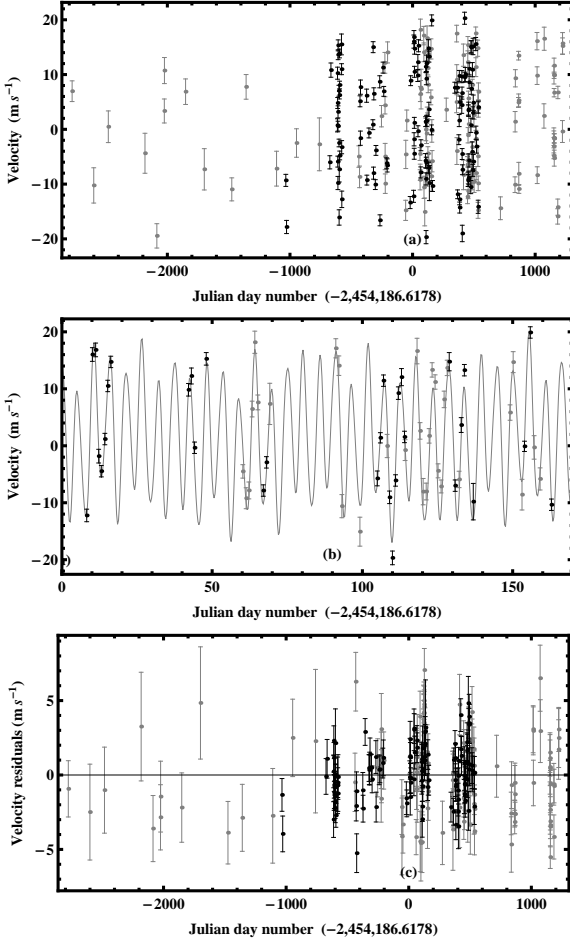 20
10
0
−10
−20
Velocity (m s⁻¹)
(a)
−2000 −1000 0 1000
Julian day number (−2,454,186.6178)
20
10
0
−10
−20
Velocity (m s⁻¹)
)
(b)
0 50 100 150
Julian day number (−2,454,186.6178)
5
0
−5
Velocity residuals (m s⁻¹)
(c)
−2000 −1000 0 1000
Julian day number (−2,454,186.6178)